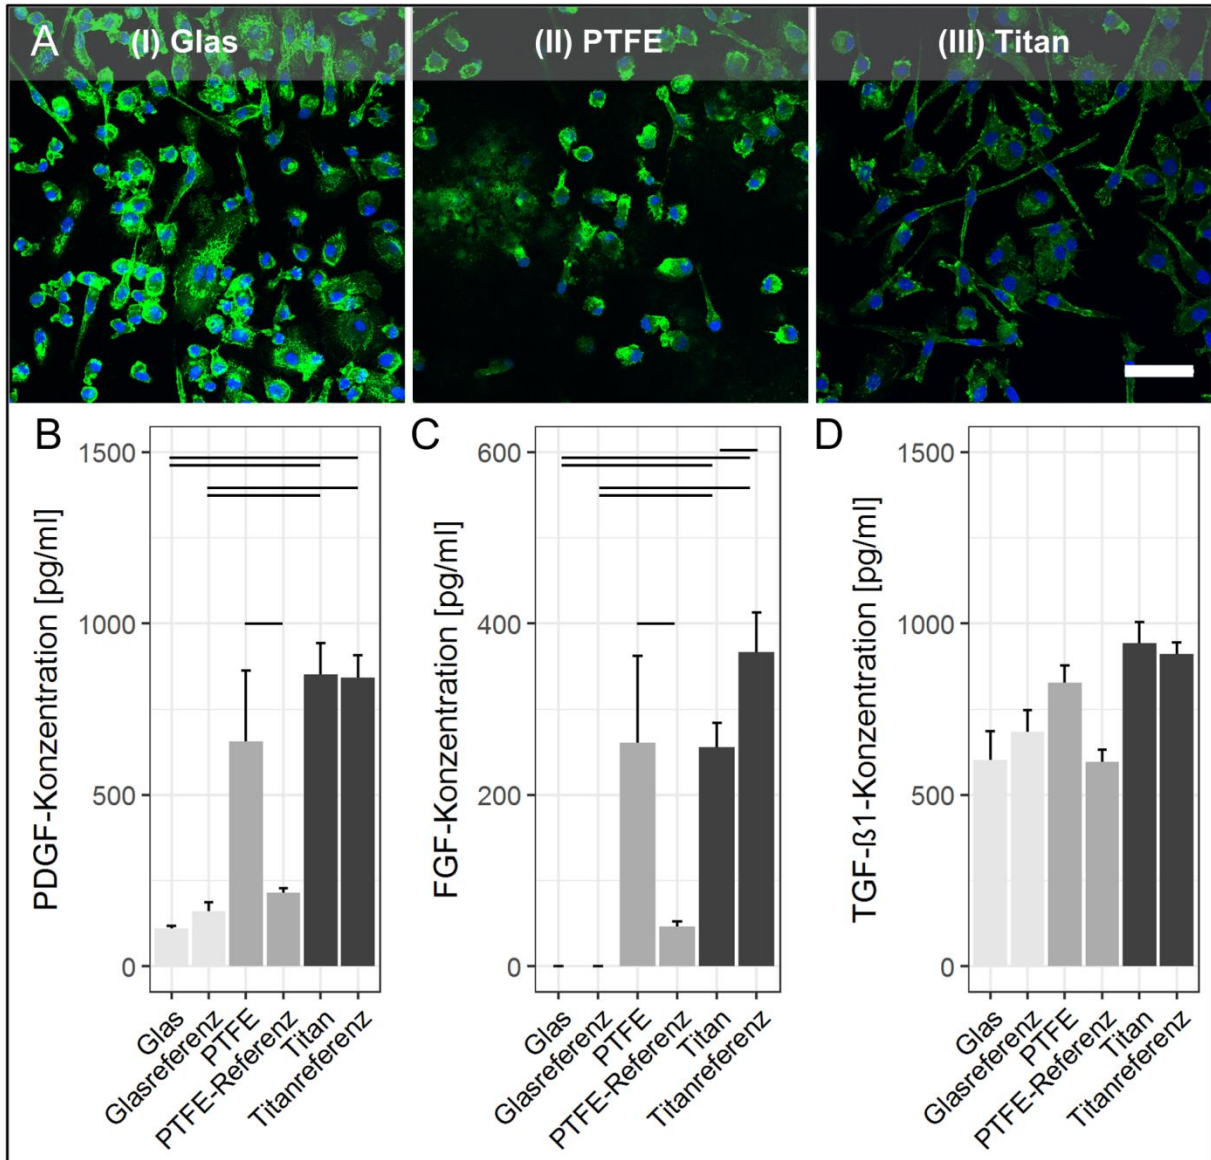 A
(I) Glas
(II) PTFE
(III) Titan
B
PDGF-Konzentration [pg/ml]
1500
1000
500
0
Glas
Glasreferenz
PTFE
PTFE-Referenz
Titan
Titanreferenz
C
FGF-Konzentration [pg/ml]
600
400
200
0
Glas
Glasreferenz
PTFE
PTFE-Referenz
Titan
Titanreferenz
D
TGF-ß1-Konzentration [pg/ml]
1500
1000
500
0
Glas
Glasreferenz
PTFE
PTFE-Referenz
Titan
Titanreferenz